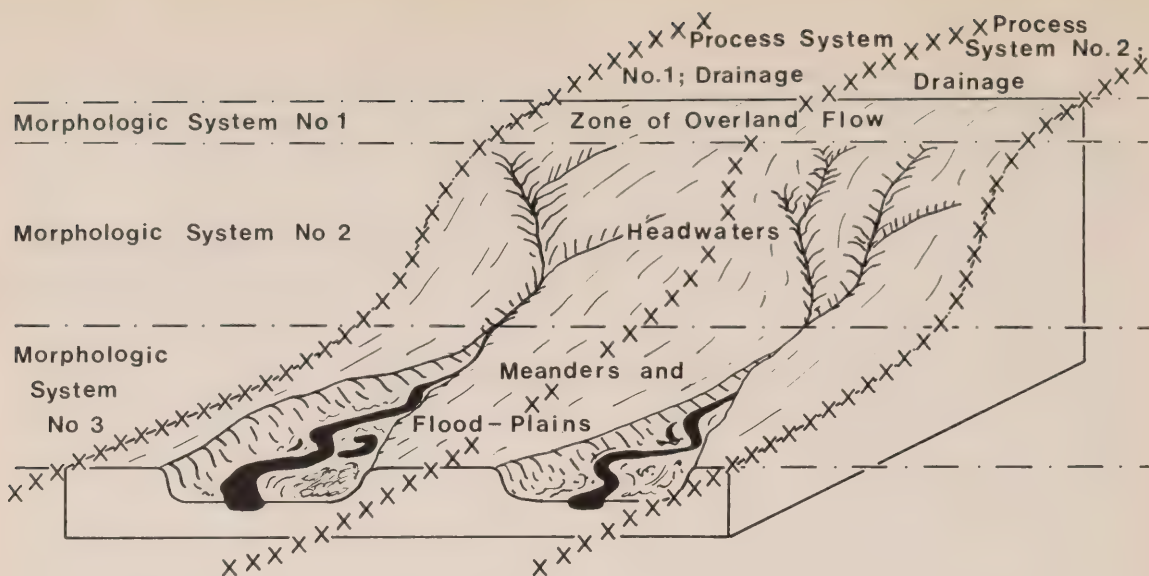 Process System
No.1; Drainage
Process
System No.2;
Drainage
Morphologic System No 1
Zone of Overland Flow
Morphologic System No 2
Headwaters
Morphologic
System
No 3
Meanders and
Flood-Plains